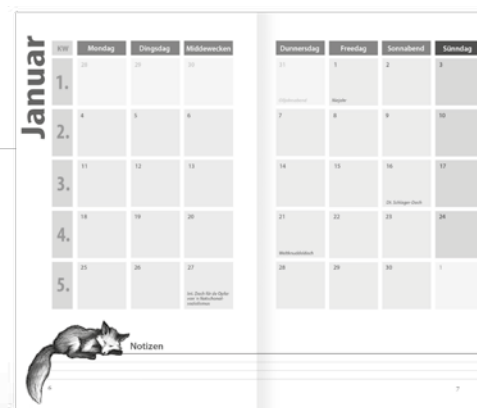 Januar
KW Mondag Dingsdag Middeweken Dunnersdag Freedag Sonnabend Sünndag
1. 28 29 30 31 1 2 3
2. 4 5 6 7 8 9 10
3. 11 12 13 14 15 16 17
4. 18 19 20 21 22 23 24
5. 25 26 27 28 29 30 1
Notizen
6 7